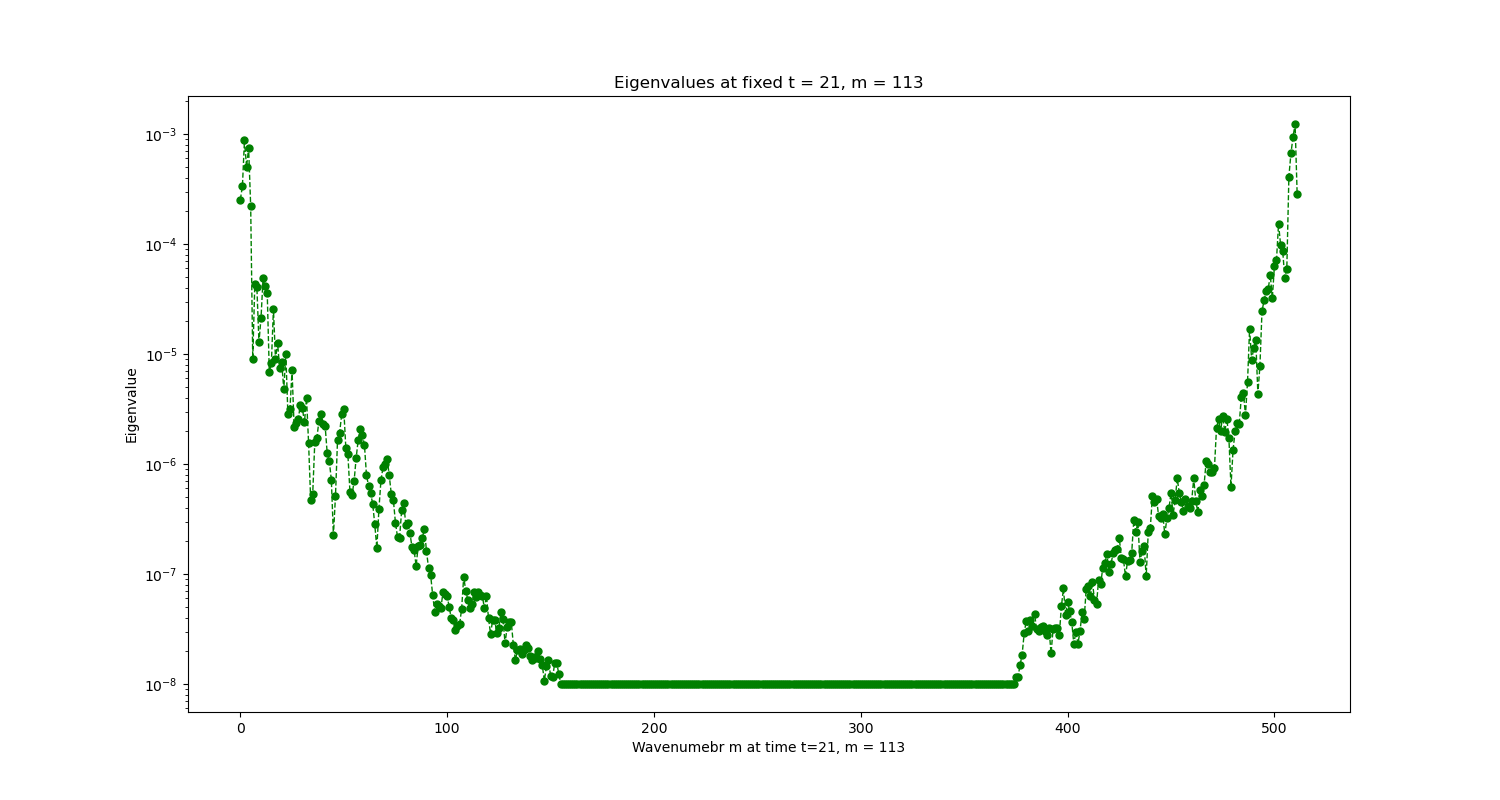 Eigenvalues at fixed t = 21, m = 113
10⁻³
10⁻⁴
10⁻⁵
10⁻⁶
10⁻⁷
10⁻⁸
Eigenvalue
0 100 200 300 400 500
Wavenumebr m at time t=21, m = 113